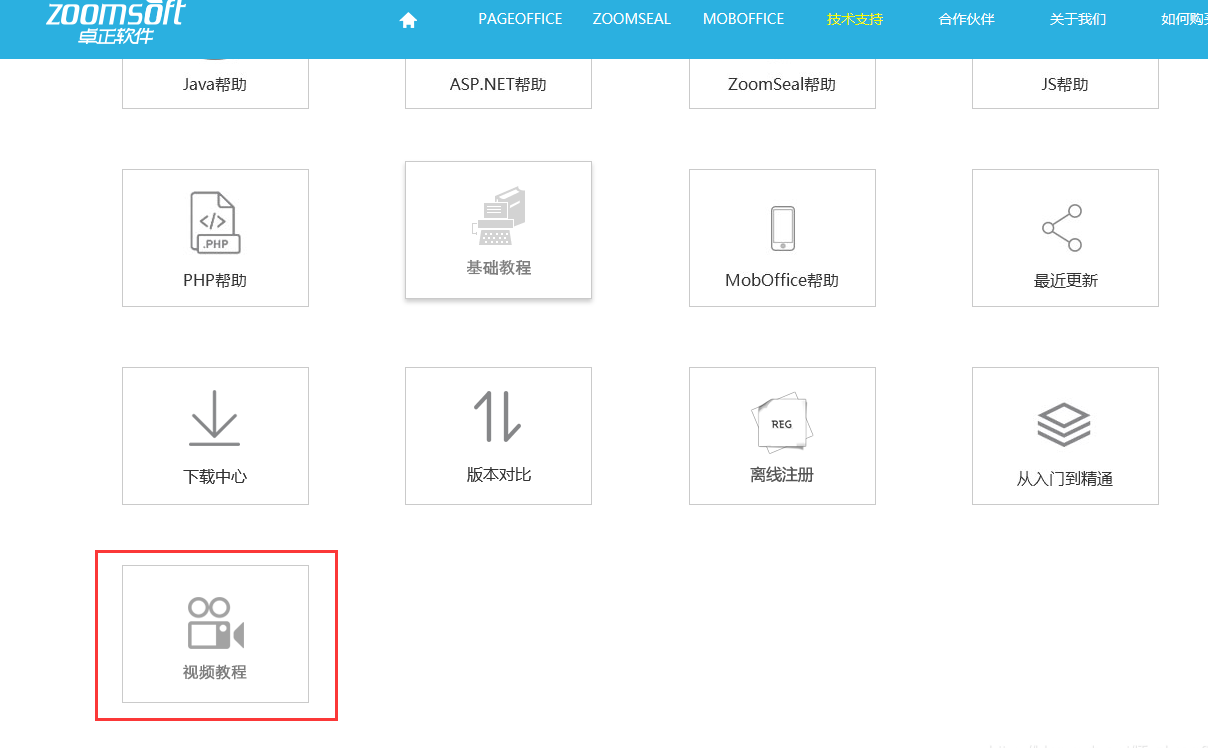 zoomsoft
卓正软件
PAGEOFFICE ZOOMSEAL MOBOFFICE 技术支持 合作伙伴 关于我们 如何购
Java帮助 ASP.NET帮助 ZoomSeal帮助 JS帮助
</> .PHP
PHP帮助 基础教程 MobOffice帮助 最近更新
REG
下载中心 版本对比 离线注册 从入门到精通
视频教程